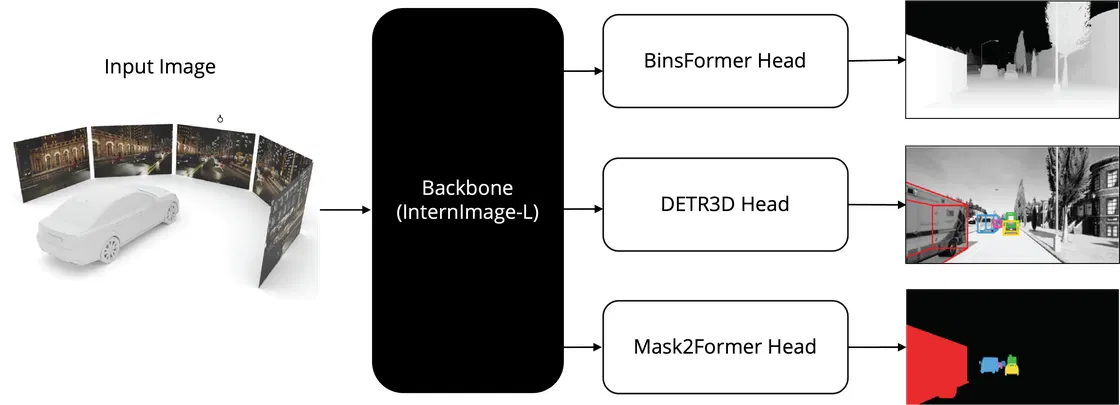 Input Image
Backbone
(InternImage-L)
BinsFormer Head
DETR3D Head
Mask2Former Head